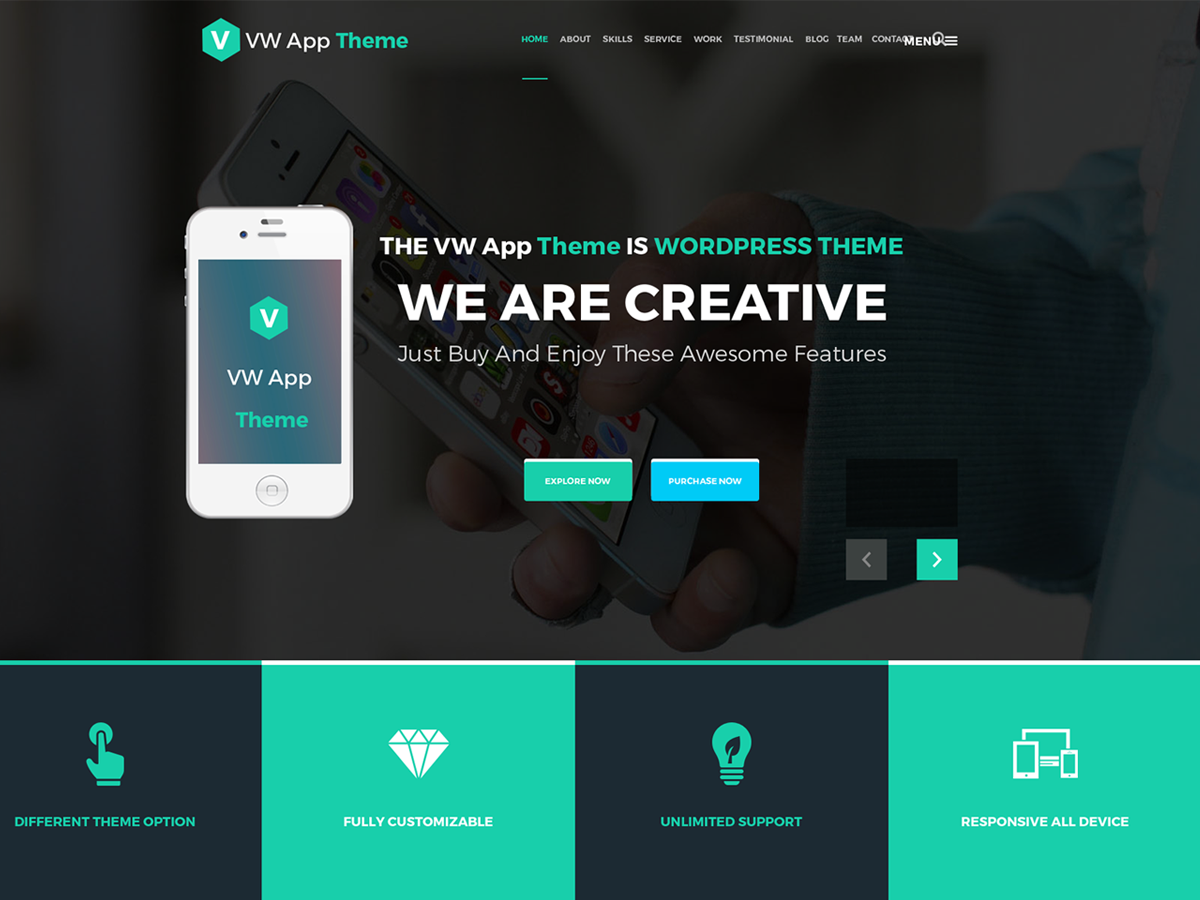 V VW App Theme
HOME ABOUT SKILLS SERVICE WORK TESTIMONIAL BLOG TEAM CONTACT MENU
THE VW App Theme IS WORDPRESS THEME
WE ARE CREATIVE
Just Buy And Enjoy These Awesome Features
V
VW App
Theme
EXPLORE NOW PURCHASE NOW
DIFFERENT THEME OPTION FULLY CUSTOMIZABLE UNLIMITED SUPPORT RESPONSIVE ALL DEVICE